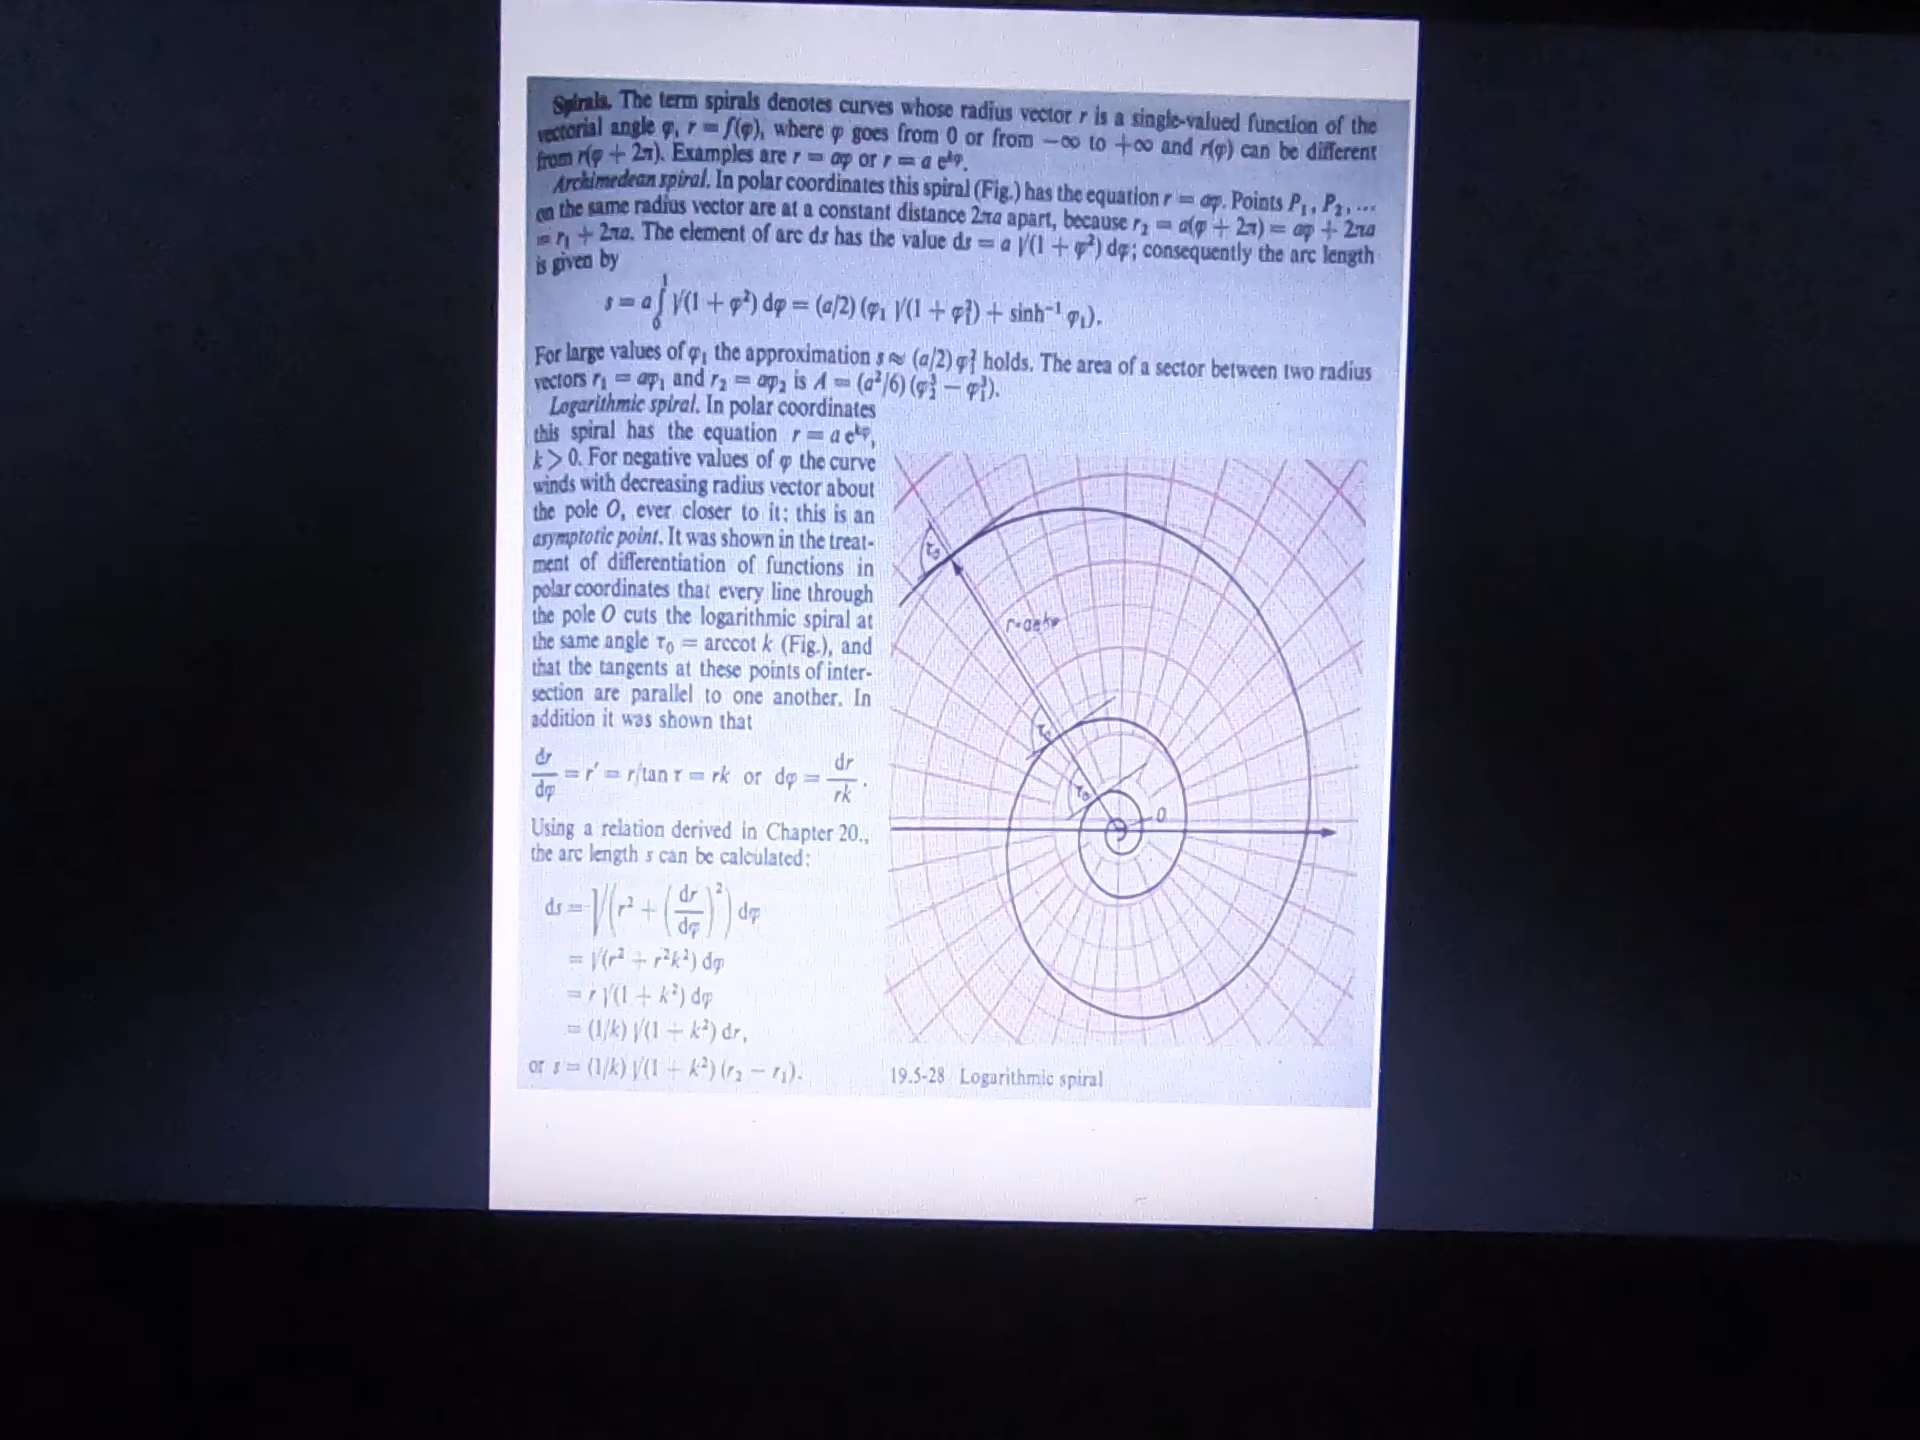 Spirals. The term spirals denotes curves whose radius vector r is a single-valued function of the
vectorial angle φ, r = f(φ), where φ goes from 0 or from −∞ to +∞ and r(φ) can be different
from r(φ + 2π). Examples are r = aφ or r = a e^kφ.
Archimedean spiral. In polar coordinates this spiral (Fig.) has the equation r = aφ. Points P₁, P₂, ...
on the same radius vector are at a constant distance 2πa apart, because r₂ = a(φ + 2π) = aφ + 2πa
= r₁ + 2πa. The element of arc ds has the value ds = a √(1 + φ²) dφ; consequently the arc length
is given by
s = a ∫₀¹ √(1 + φ²) dφ = (a/2) (φ₁ √(1 + φ₁²) + sinh⁻¹ φ₁).
For large values of φ₁ the approximation s ≈ (a/2) φ₁² holds. The area of a sector between two radius
vectors r₁ = aφ₁ and r₂ = aφ₂ is A = (a²/6) (φ₂³ − φ₁³).
Logarithmic spiral. In polar coordinates
this spiral has the equation r = a e^kφ,
k > 0. For negative values of φ the curve
winds with decreasing radius vector about
the pole O, ever closer to it; this is an
asymptotic point. It was shown in the treat-
ment of differentiation of functions in
polar coordinates that every line through
the pole O cuts the logarithmic spiral at
the same angle τ₀ = arccot k (Fig.), and
that the tangents at these points of inter-
section are parallel to one another. In
addition it was shown that
dr/dφ = r′ = r/tan τ = rk or dφ = dr/rk.
Using a relation derived in Chapter 20.,
the arc length s can be calculated:
ds = √(r² + (dr/dφ)²) dφ
= √(r² + r²k²) dφ
= r √(1 + k²) dφ
= (1/k) √(1 + k²) dr,
or s = (1/k) √(1 + k²) (r₂ − r₁).
τ₀
r=ae^kφ
τ₀
τ₀
O
19.5-28 Logarithmic spiral